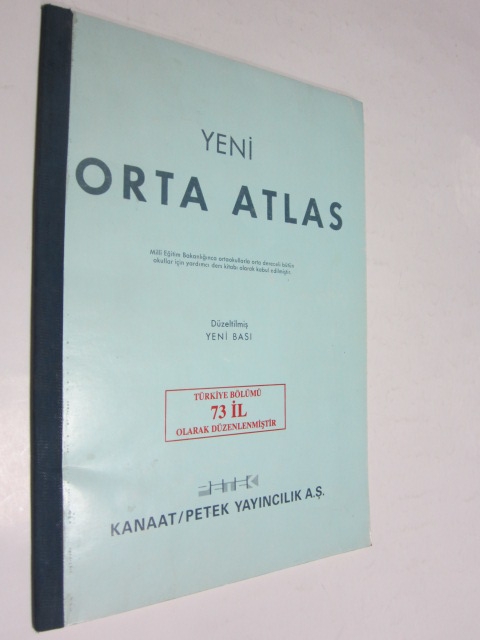 YENİ
ORTA ATLAS
Milli Eğitim Bakanlığınca ortaokullarla orta dereceli bütün
okullar için yardımcı ders kitabı olarak kabul edilmiştir.
Düzeltilmiş
YENİ BASI
TÜRKİYE BÖLÜMÜ
73 İL
OLARAK DÜZENLENMİŞTİR
KANAAT/PETEK YAYINCILIK A.Ş.